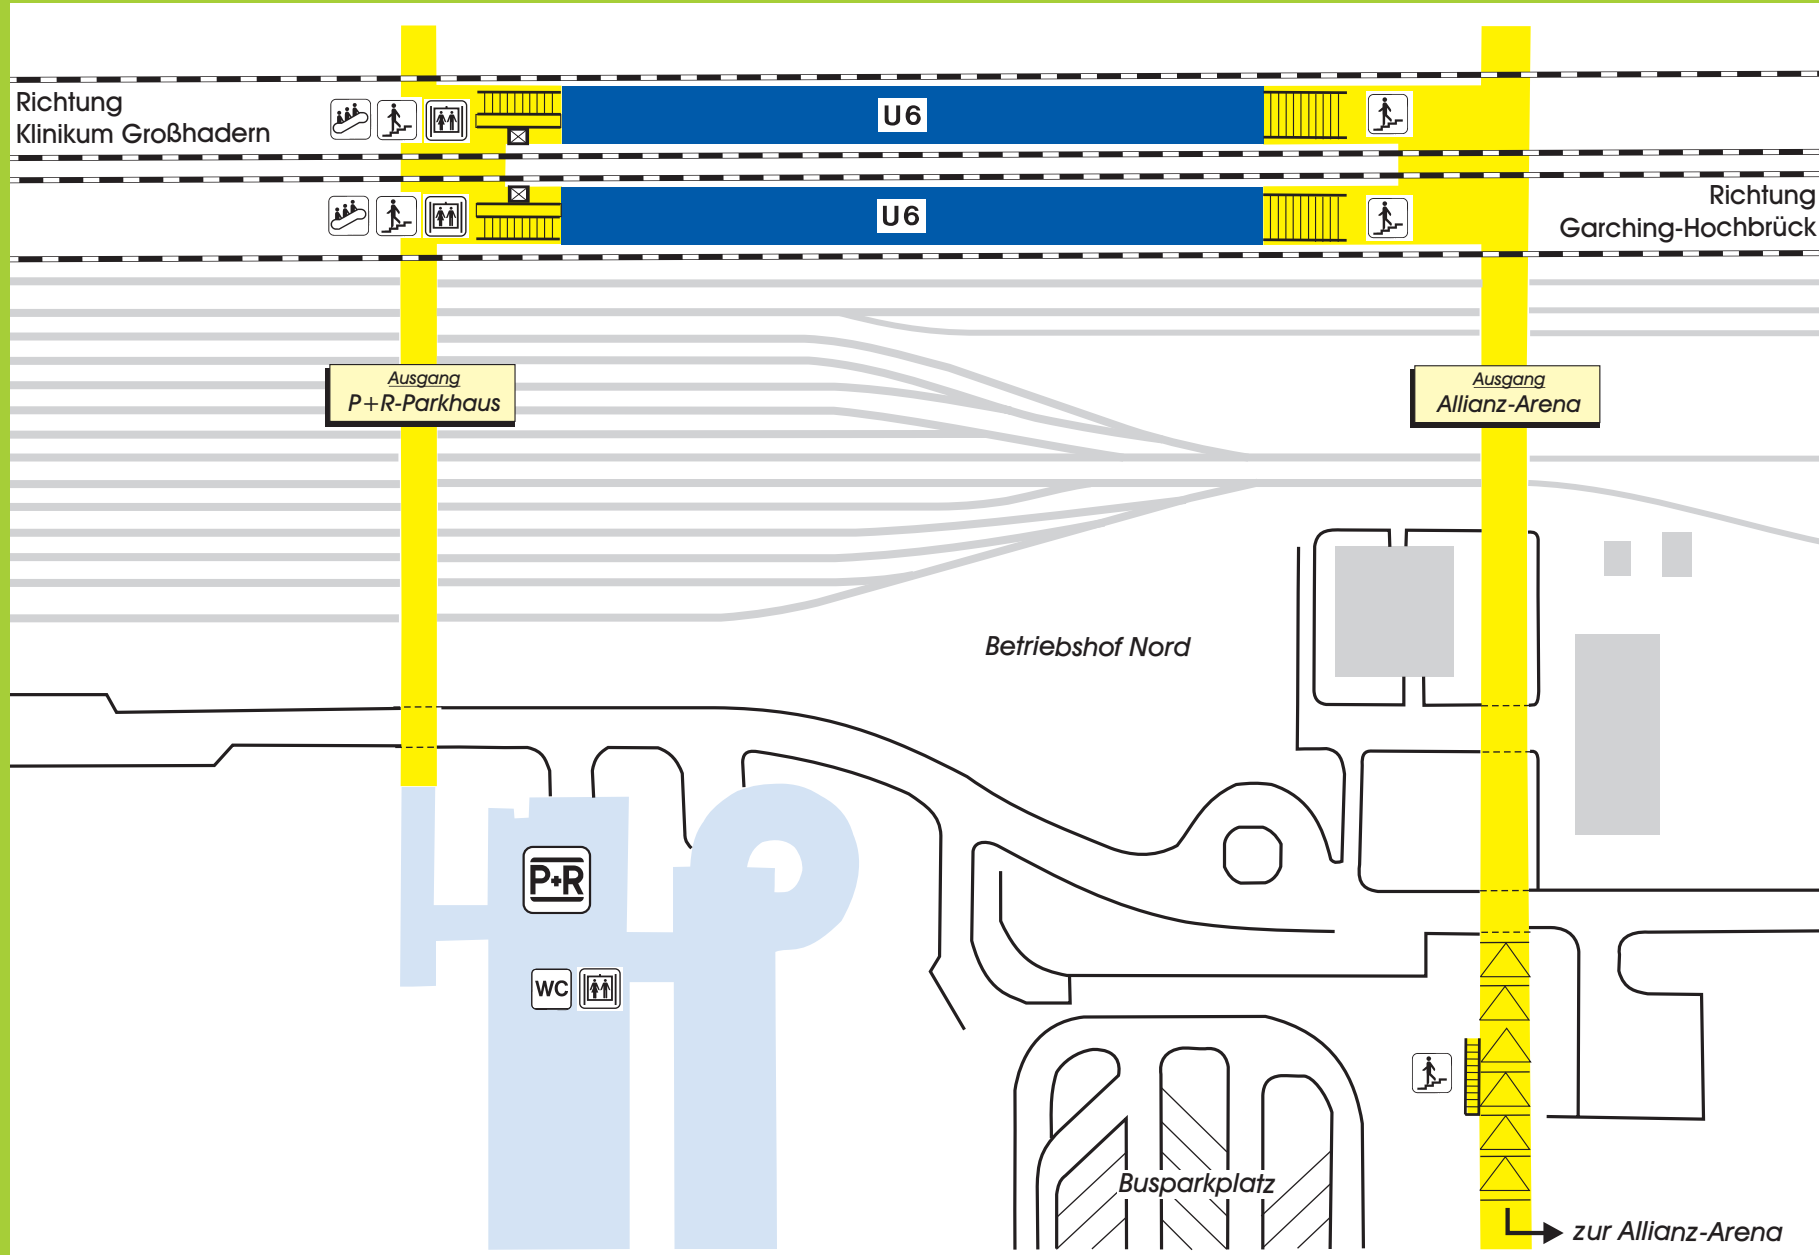 Richtung
Klinikum Großhadern
U6
U6
Richtung
Garching-Hochbrück
Ausgang
P+R-Parkhaus
Ausgang
Allianz-Arena
Betriebshof Nord
P+R
WC
Busparkplatz
zur Allianz-Arena